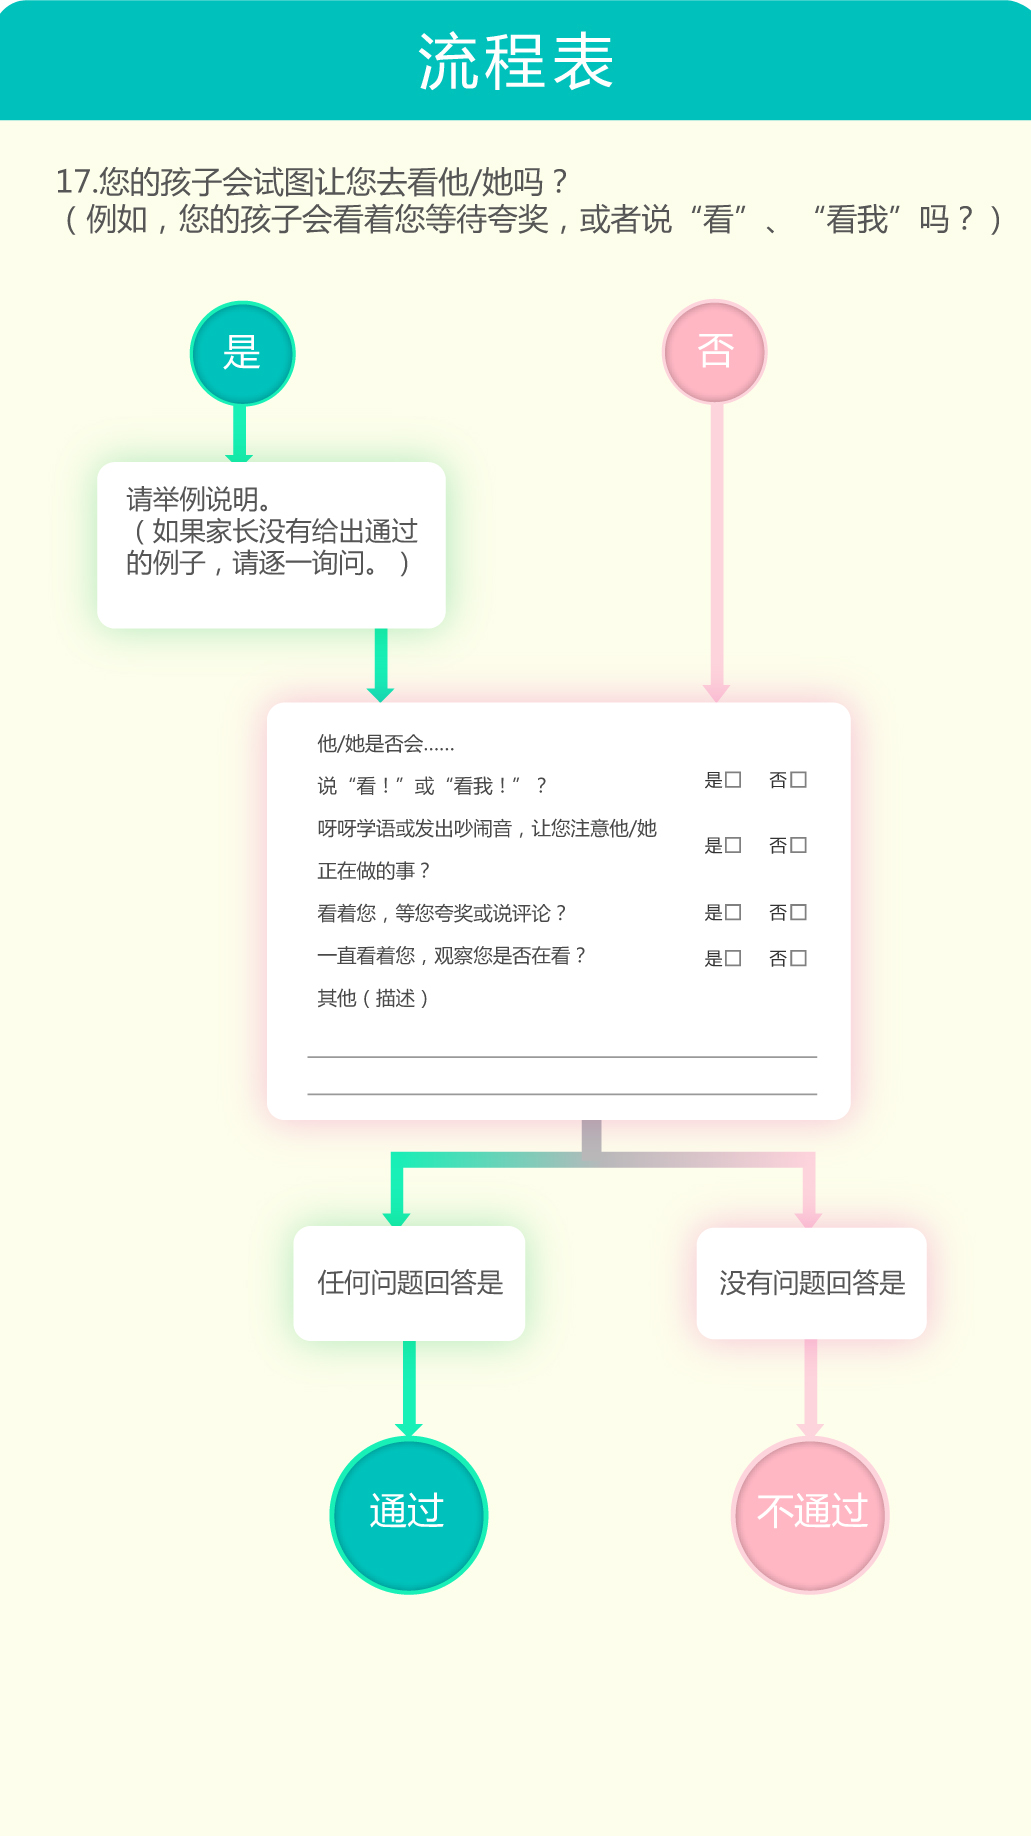 流程表
17.您的孩子会试图让您去看他/她吗？
（例如，您的孩子会看着您等待夸奖，或者说“看”、“看我”吗？）
是
否
请举例说明。
（如果家长没有给出通过
的例子，请逐一询问。）
他/她是否会......
说“看！”或“看我！”？
是□ 否□
呀呀学语或发出吵闹音，让您注意他/她
是□ 否□
正在做的事？
看着您，等您夸奖或说评论？
是□ 否□
一直看着您，观察您是否在看？
是□ 否□
其他（描述）
任何问题回答是
没有问题回答是
通过
不通过